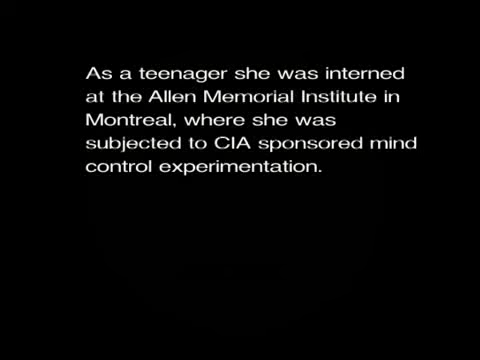 As a teenager she was interned
at the Allen Memorial Institute in
Montreal, where she was
subjected to CIA sponsored mind
control experimentation.